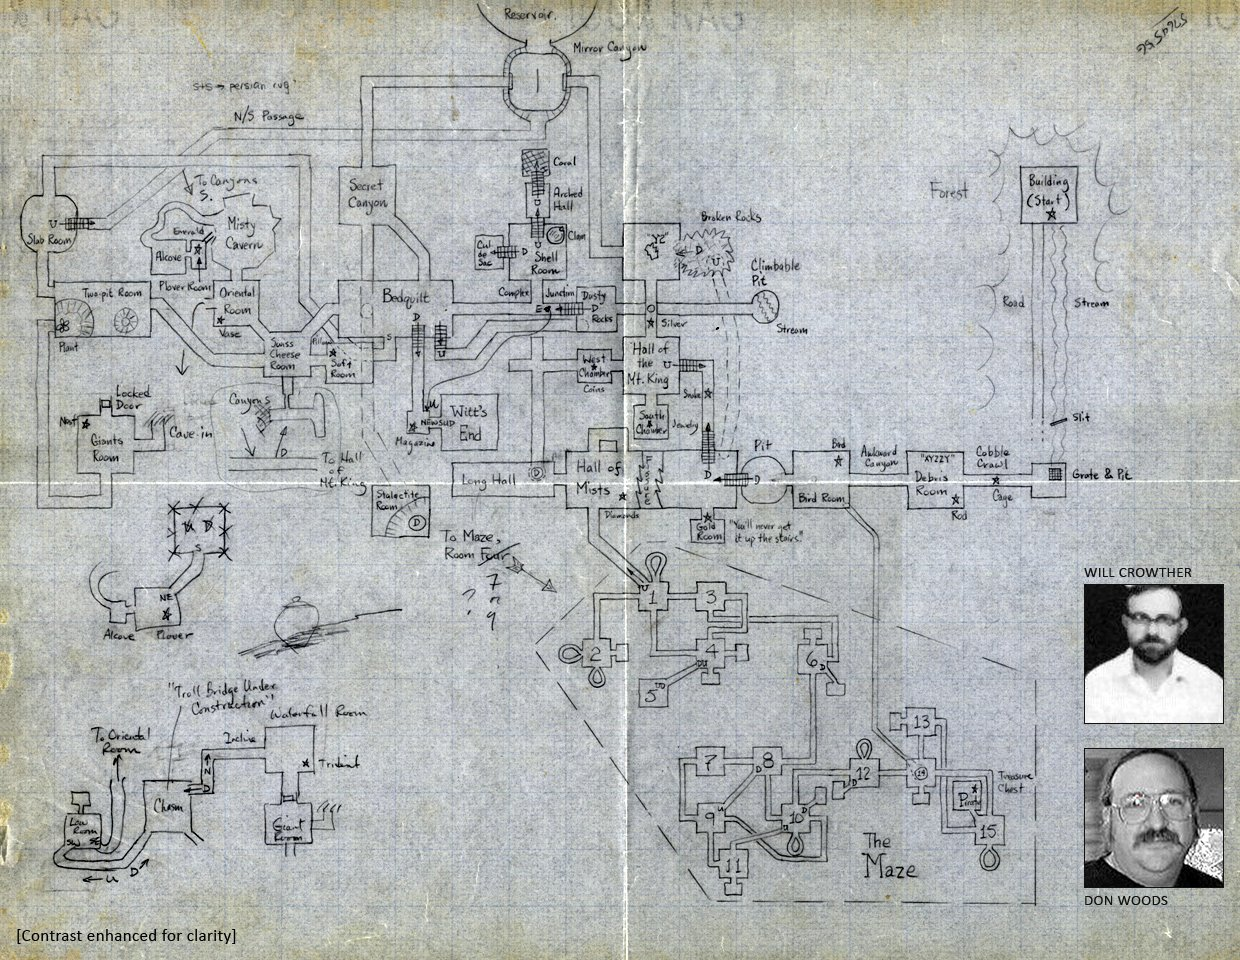 Reservoir.
Mirror Canyon
S+S → persian rug
N/S Passage
To Canyons
S.
Secret
Canyon
Coral
Arched
Hall
Forest
Building
(Start)
Slab Room
Emerald
Misty
Cavern
Alcove
Clam
Cul
de
Sac
D
Shell
Room
"Y2"
Broken Rocks
D
U
Climbable
Pit
Two-pit Room
Plover Room
Oriental
Room
Vase
Bedquilt
D
U
Complex
Junction
Dusty
Rocks
E
D
Silver
Stream
Road
Stream
Plant
Swiss
Cheese
Room
Pillow
Soft
Room
S
West
Chamber
Coins
Hall of
the
Mt. King
U
Snake
Locked
Door
Nest
Giants
Room
Cave-in
Canyons
D
To Hall
of
Mt. King
U
NEWSUD
Magazine
Witt's
End
South
Chamber
Jewelry
Slit
Long Hall
D
Hall of
Mists
Diamonds
Fissure
D
Pit
D
Bird
Bird Room
Awkward
Canyon
"XYZZY"
Debris
Room
Rod
Cobble
Crawl
Cage
Grate & Pit
Stalactite
Room
D
Gold
Room
"You'll never get
it up the stairs."
To Maze,
Room Four
7
or
9
?
U D
S
NE
Alcove
Plover
U
1
3
2
4
5
6
D
7
8
D
9
U
10
D
U
11
12
D
13
14
15
Pirate
Treasure
Chest
The
Maze
"Troll Bridge Under
Construction"
Waterfall Room
To Oriental
Room
Incline
N
D
Trident
Chasm
Low
Room
SW SE
U
D
Giant
Room
WILL CROWTHER
DON WOODS
[Contrast enhanced for clarity]